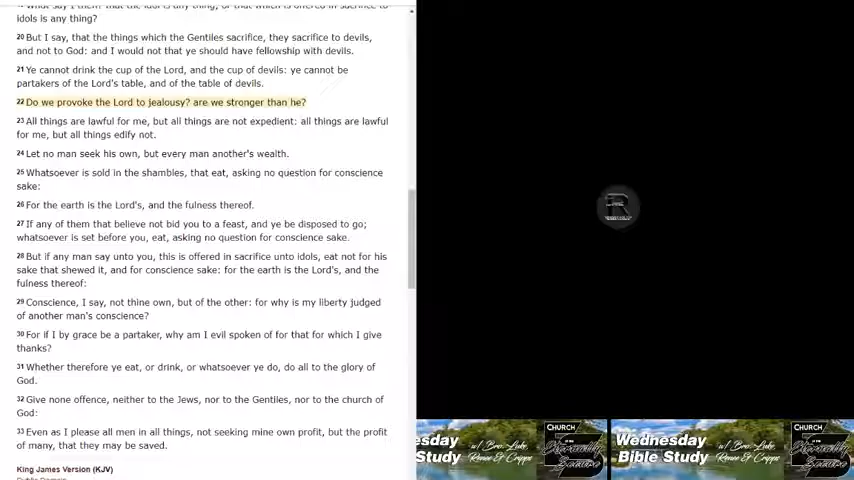 idols is any thing?
20 But I say, that the things which the Gentiles sacrifice, they sacrifice to devils,
and not to God: and I would not that ye should have fellowship with devils.
21 Ye cannot drink the cup of the Lord, and the cup of devils: ye cannot be
partakers of the Lord's table, and of the table of devils.
22 Do we provoke the Lord to jealousy? are we stronger than he?
23 All things are lawful for me, but all things are not expedient: all things are lawful
for me, but all things edify not.
24 Let no man seek his own, but every man another's wealth.
25 Whatsoever is sold in the shambles, that eat, asking no question for conscience
sake:
26 For the earth is the Lord's, and the fulness thereof.
27 If any of them that believe not bid you to a feast, and ye be disposed to go;
whatsoever is set before you, eat, asking no question for conscience sake.
28 But if any man say unto you, this is offered in sacrifice unto idols, eat not for his
sake that shewed it, and for conscience sake: for the earth is the Lord's, and the
fulness thereof:
29 Conscience, I say, not thine own, but of the other: for why is my liberty judged
of another man's conscience?
30 For if I by grace be a partaker, why am I evil spoken of for that for which I give
thanks?
31 Whether therefore ye eat, or drink, or whatsoever ye do, do all to the glory of
God.
32 Give none offence, neither to the Jews, nor to the Gentiles, nor to the church of
God:
33 Even as I please all men in all things, not seeking mine own profit, but the profit
of many, that they may be saved.
King James Version (KJV)
R
esday
Study
w/ Bro. Luke,
Renee & Cripps
CHURCH
OF THE
Eternally
Secure
Wednesday
Bible Study
w/ Bro. Luke,
Renee & Cripps
CHURCH
OF THE
Eternally
Secure